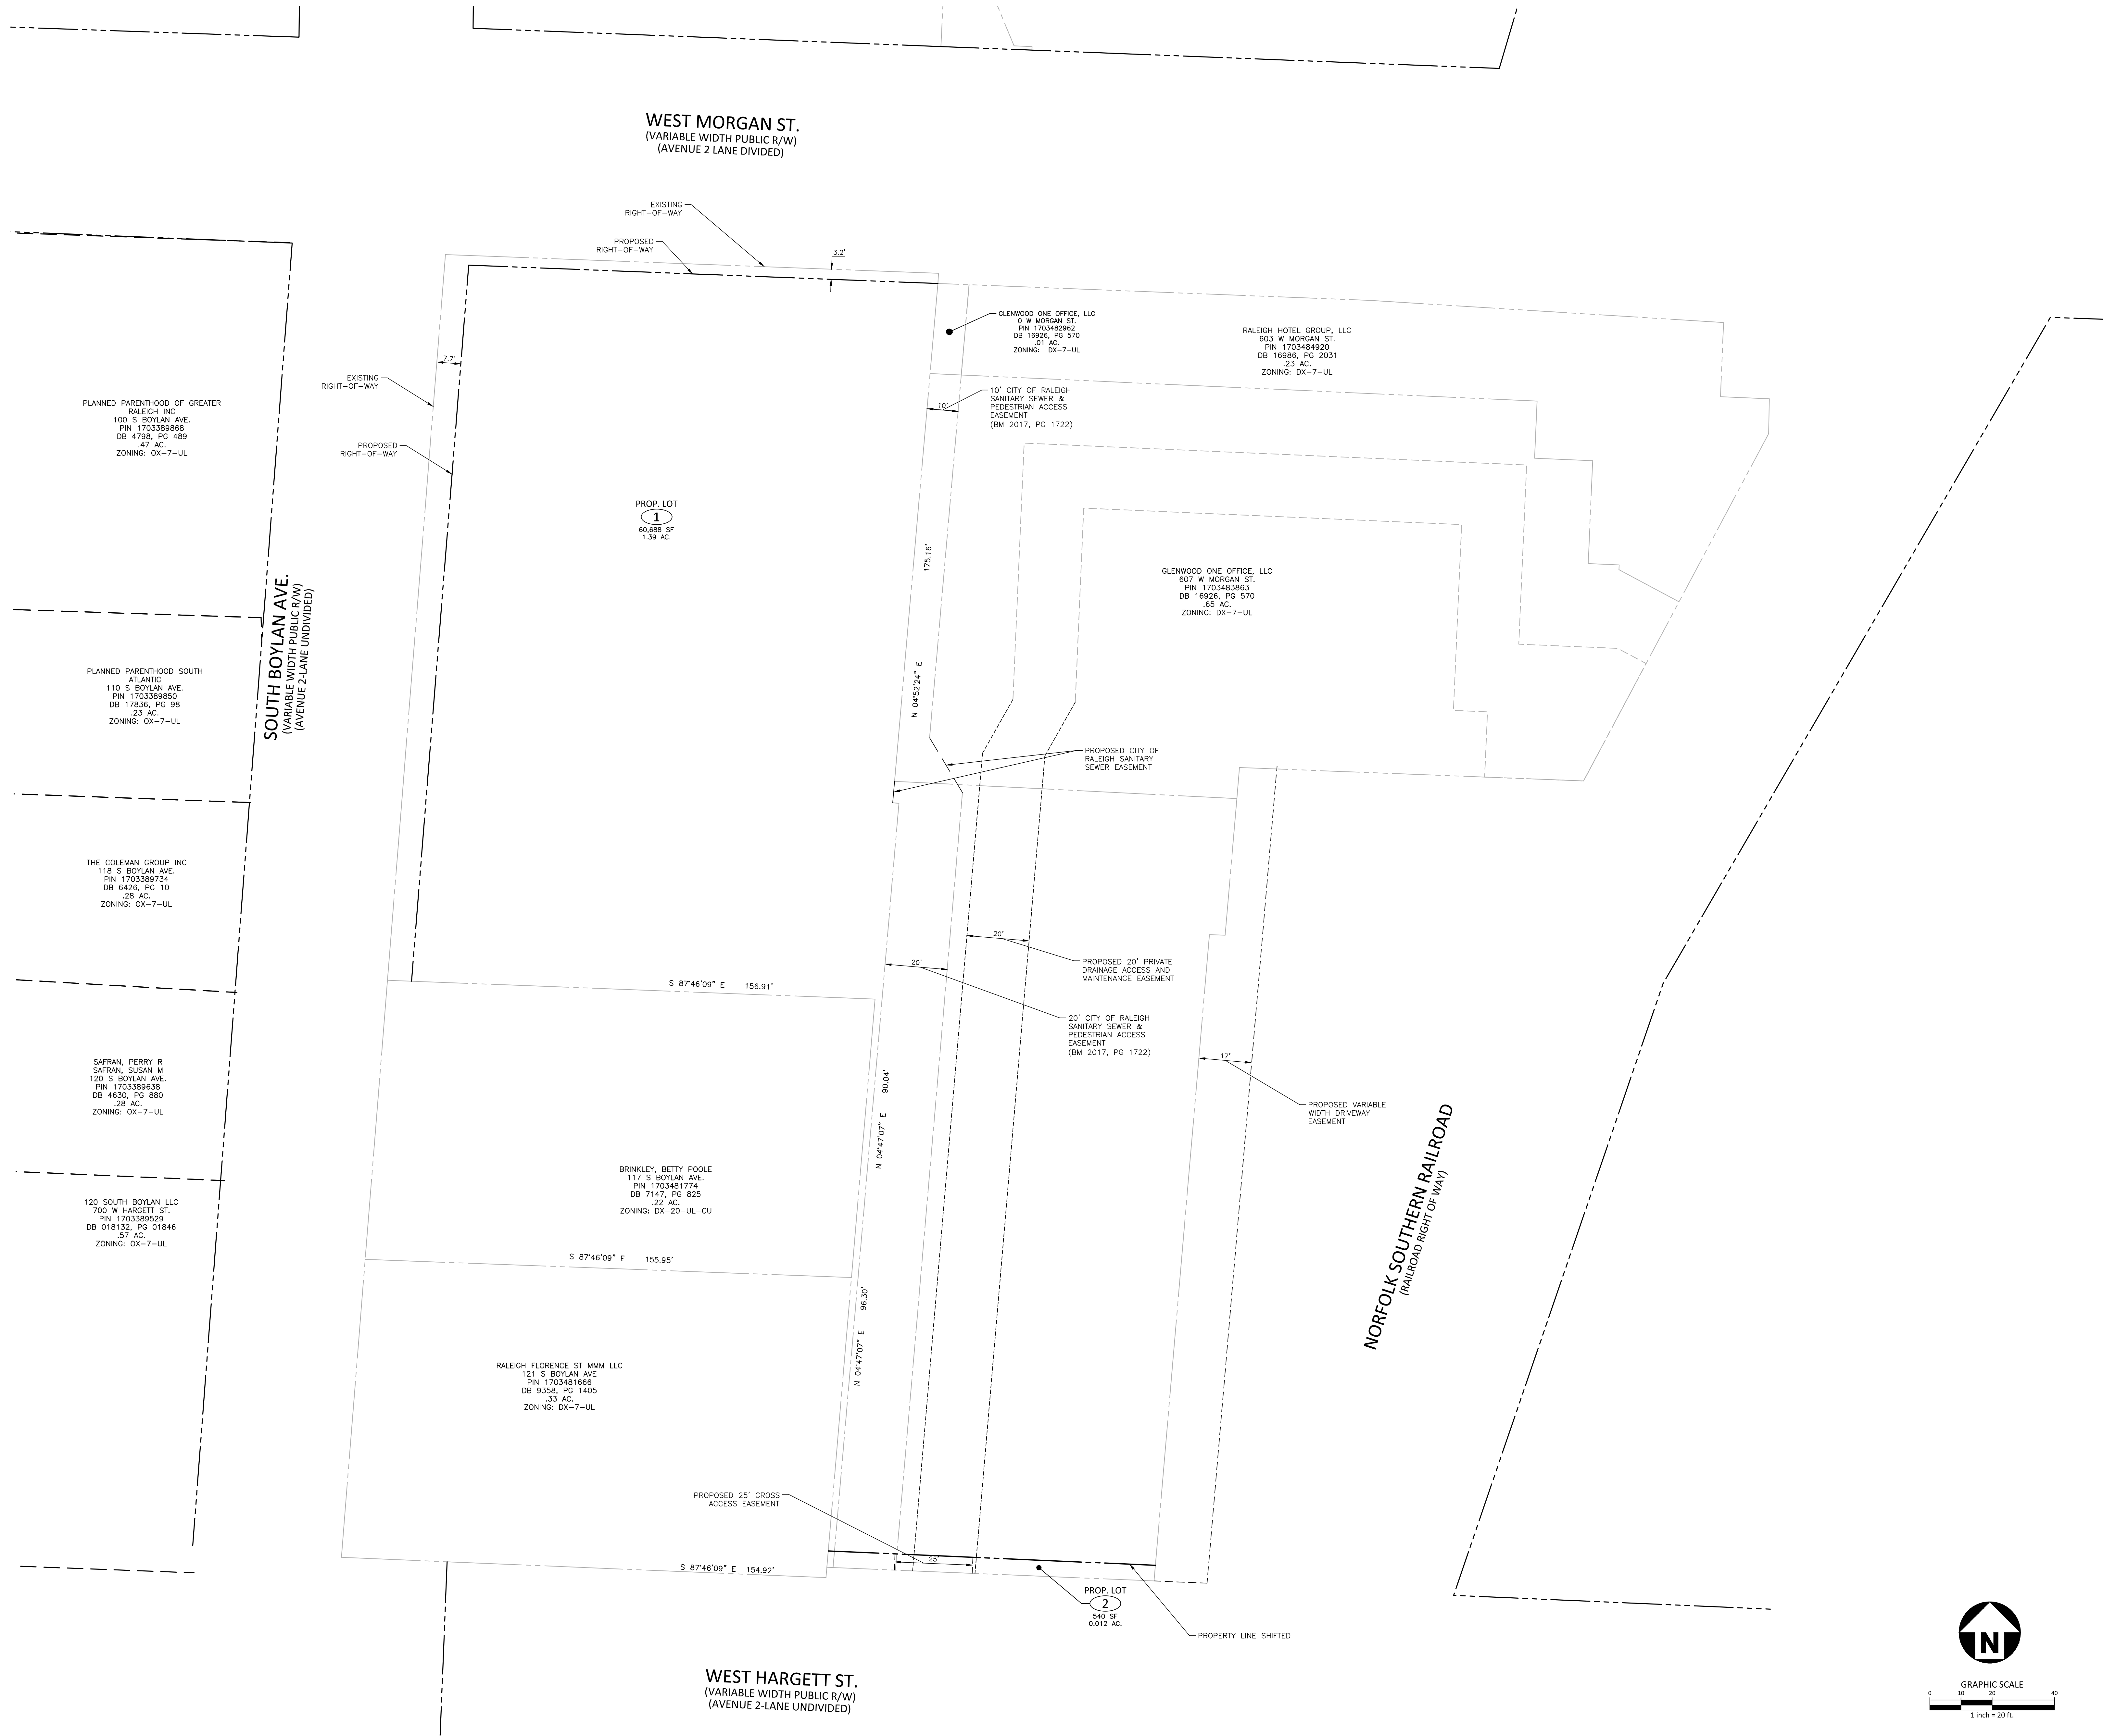 WEST MORGAN ST.
(VARIABLE WIDTH PUBLIC R/W)
(AVENUE 2 LANE DIVIDED)
EXISTING
RIGHT-OF-WAY
PROPOSED
RIGHT-OF-WAY
3.2'
GLENWOOD ONE OFFICE, LLC
0 W MORGAN ST.
PIN 1703482962
DB 16926, PG 570
.01 AC.
ZONING: DX-7-UL
RALEIGH HOTEL GROUP, LLC
603 W MORGAN ST.
PIN 1703484920
DB 16986, PG 2031
.23 AC.
ZONING: DX-7-UL
7.7'
EXISTING
RIGHT-OF-WAY
PROPOSED
RIGHT-OF-WAY
10'
10' CITY OF RALEIGH
SANITARY SEWER &
PEDESTRIAN ACCESS
EASEMENT
(BM 2017, PG 1722)
PLANNED PARENTHOOD OF GREATER
RALEIGH INC
100 S BOYLAN AVE.
PIN 1703389868
DB 4798, PG 489
.47 AC.
ZONING: OX-7-UL
PROP. LOT
1
60,688 SF
1.39 AC.
175.16'
N 04°52'24" E
GLENWOOD ONE OFFICE, LLC
607 W MORGAN ST.
PIN 1703483863
DB 16926, PG 570
.65 AC.
ZONING: DX-7-UL
SOUTH BOYLAN AVE.
(VARIABLE WIDTH PUBLIC R/W)
(AVENUE 2-LANE UNDIVIDED)
PLANNED PARENTHOOD SOUTH
ATLANTIC
110 S BOYLAN AVE.
PIN 1703389850
DB 17836, PG 98
.23 AC.
ZONING: OX-7-UL
PROPOSED CITY OF
RALEIGH SANITARY
SEWER EASEMENT
THE COLEMAN GROUP INC
118 S BOYLAN AVE.
PIN 1703389734
DB 6426, PG 10
.28 AC.
ZONING: OX-7-UL
20'
20'
PROPOSED 20' PRIVATE
DRAINAGE ACCESS AND
MAINTENANCE EASEMENT
S 87°46'09" E 156.91'
20' CITY OF RALEIGH
SANITARY SEWER &
PEDESTRIAN ACCESS
EASEMENT
(BM 2017, PG 1722)
SAFRAN, PERRY R
SAFRAN, SUSAN M
120 S BOYLAN AVE.
PIN 1703389638
DB 4630, PG 880
.28 AC.
ZONING: OX-7-UL
17'
N 04°47'07" E 90.04'
PROPOSED VARIABLE
WIDTH DRIVEWAY
EASEMENT
BRINKLEY, BETTY POOLE
117 S BOYLAN AVE.
PIN 1703481774
DB 7147, PG 825
.22 AC.
ZONING: DX-20-UL-CU
NORFOLK SOUTHERN RAILROAD
(RAILROAD RIGHT OF WAY)
120 SOUTH BOYLAN LLC
700 W HARGETT ST.
PIN 1703389529
DB 018132, PG 01846
.57 AC.
ZONING: OX-7-UL
S 87°46'09" E 155.95'
N 04°47'07" E 96.30'
RALEIGH FLORENCE ST MMM LLC
121 S BOYLAN AVE
PIN 1703481666
DB 9358, PG 1405
.33 AC.
ZONING: DX-7-UL
PROPOSED 25' CROSS
ACCESS EASEMENT
25'
S 87°46'09" E 154.92'
PROP. LOT
2
540 SF
0.012 AC.
PROPERTY LINE SHIFTED
WEST HARGETT ST.
(VARIABLE WIDTH PUBLIC R/W)
(AVENUE 2-LANE UNDIVIDED)
N
GRAPHIC SCALE
0 10 20 40
1 inch = 20 ft.